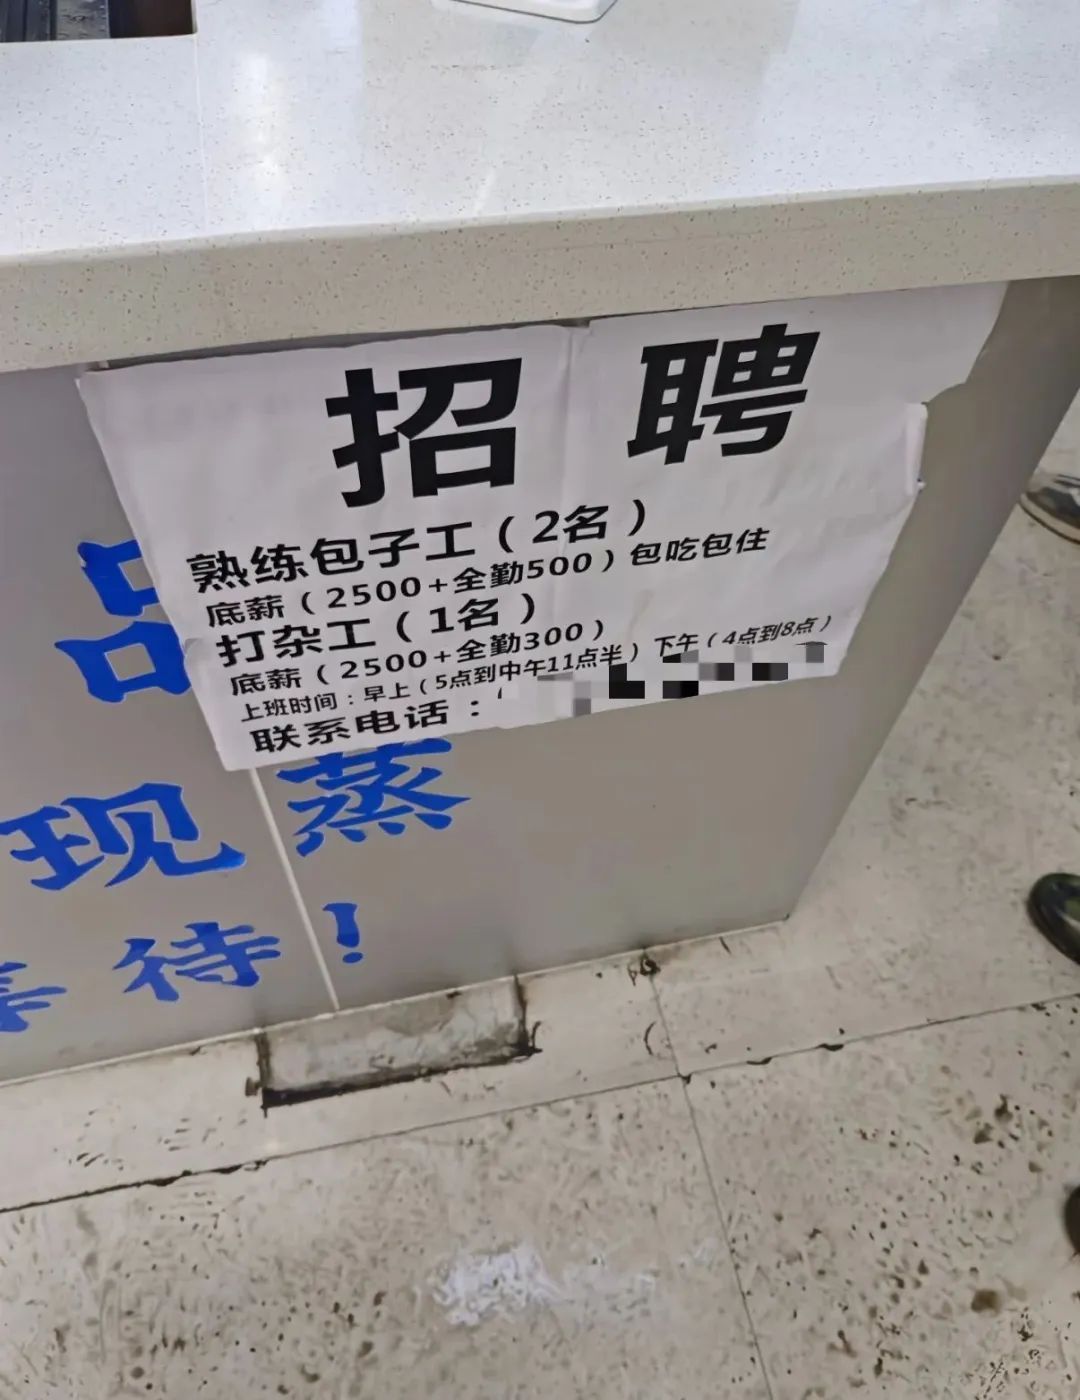 招聘
熟练包子工（2名）
底薪（2500+全勤500）包吃包住
打杂工（1名）
底薪（2500+全勤300）
上班时间：早上（5点到中午11点半）下午（4点到8点）
联系电话：
品
现蒸
待！